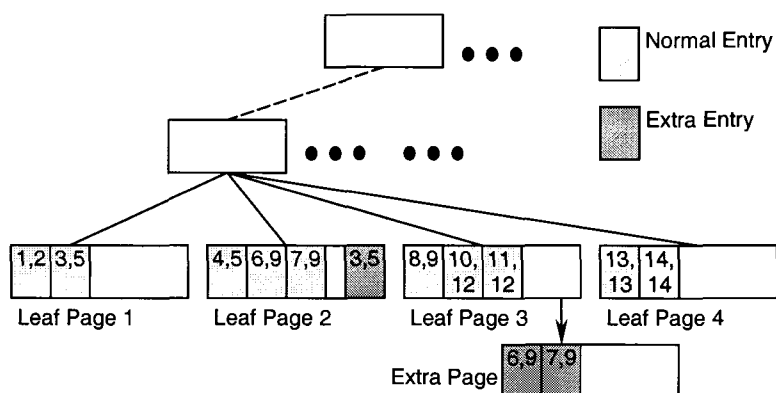 Normal Entry
Extra Entry
1,2 3,5
4,5 6,9 7,9 3,5
8,9 10, 12 11, 12
13, 13 14, 14
Leaf Page 1
Leaf Page 2
Leaf Page 3
Leaf Page 4
6,9 7,9
Extra Page